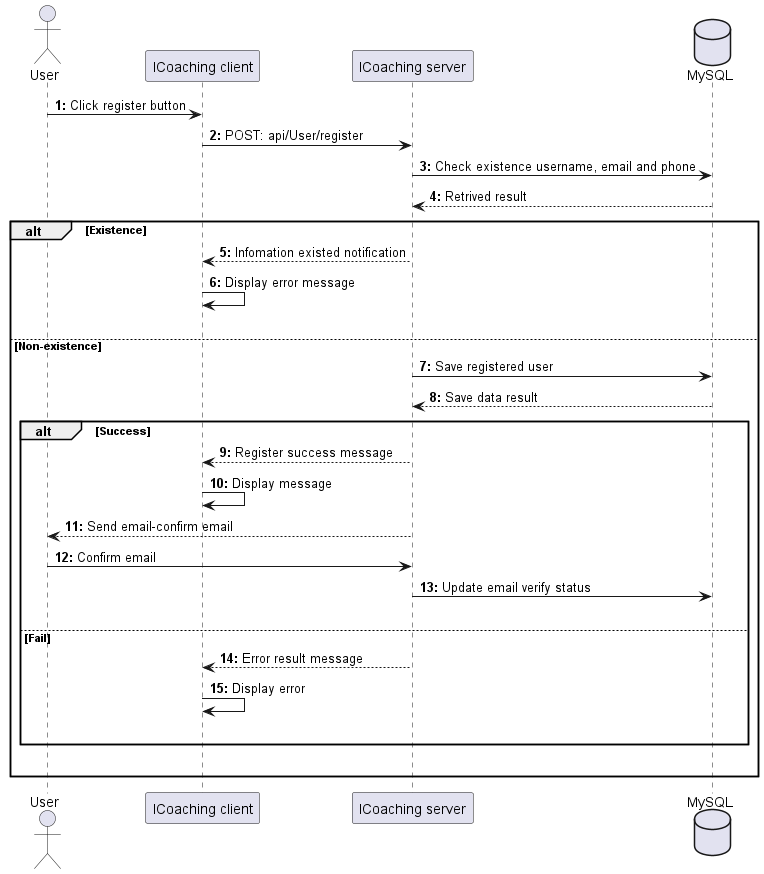 User
ICoaching client
ICoaching server
MySQL
1: Click register button
2: POST: api/User/register
3: Check existence username, email and phone
4: Retrived result
alt [Existence]
5: Infomation existed notification
6: Display error message
[Non-existence]
7: Save registered user
8: Save data result
alt [Success]
9: Register success message
10: Display message
11: Send email-confirm email
12: Confirm email
13: Update email verify status
[Fail]
14: Error result message
15: Display error
User
ICoaching client
ICoaching server
MySQL